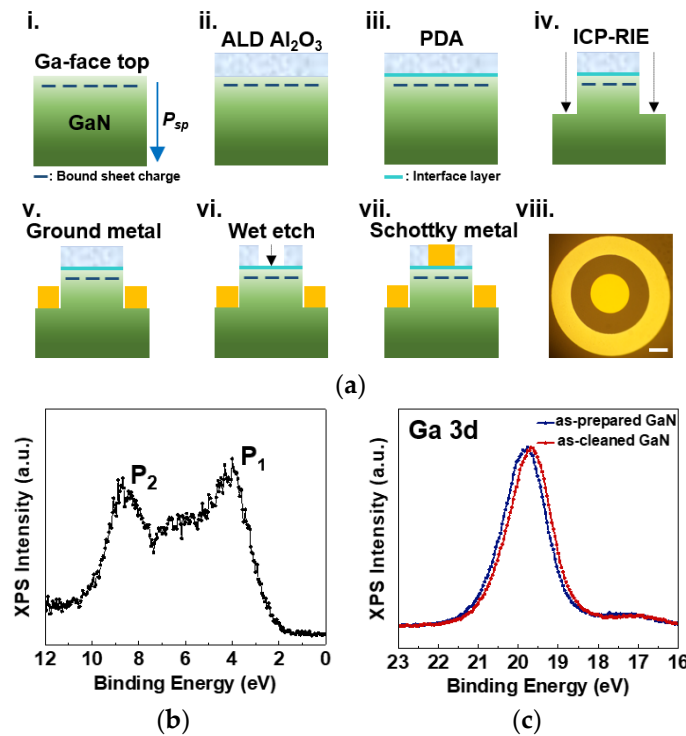 i. ii. iii. iv.
Ga-face top ALD Al₂O₃ PDA ICP-RIE
GaN Pₛₚ
: Bound sheet charge : Interface layer
v. vi. vii. viii.
Ground metal Wet etch Schottky metal
(a)
P₂ P₁
XPS Intensity (a.u.)
12 10 8 6 4 2 0
Binding Energy (eV)
(b)
Ga 3d
as-prepared GaN
as-cleaned GaN
XPS Intensity (a.u.)
23 22 21 20 19 18 17 16
Binding Energy (eV)
(c)